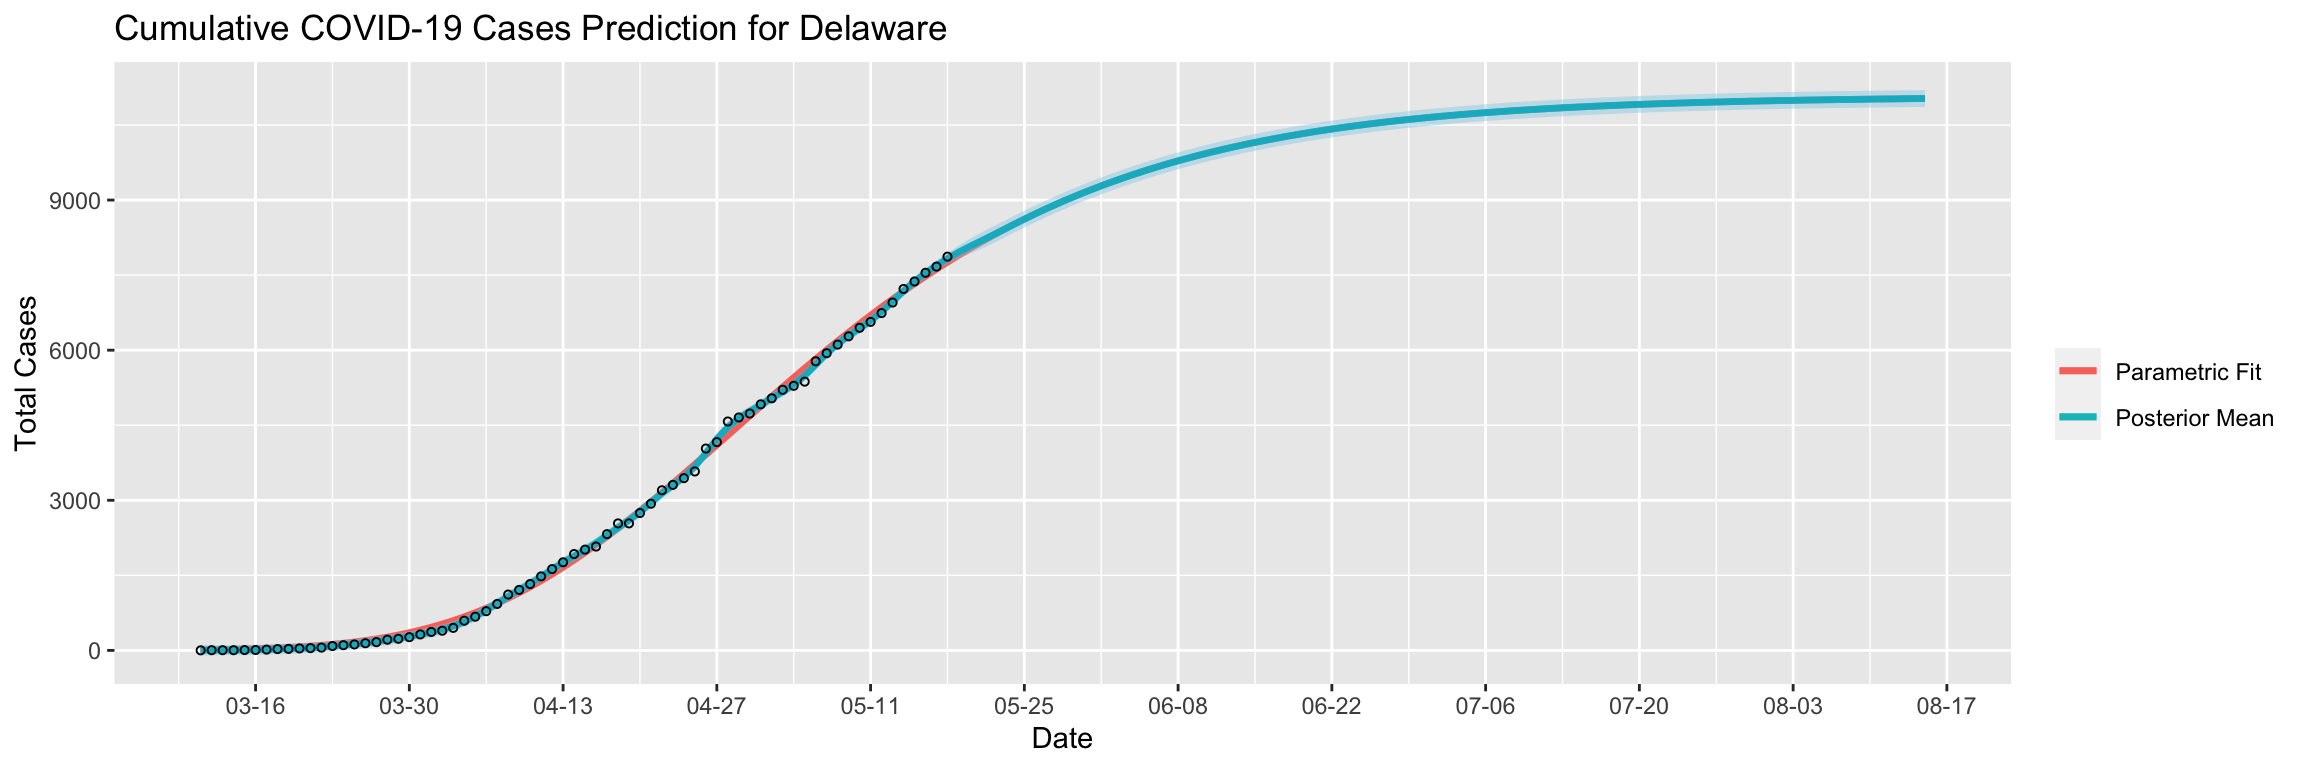 Cumulative COVID-19 Cases Prediction for Delaware
Total Cases
9000
6000
3000
0
03-16 03-30 04-13 04-27 05-11 05-25 06-08 06-22 07-06 07-20 08-03 08-17
Date
Parametric Fit
Posterior Mean